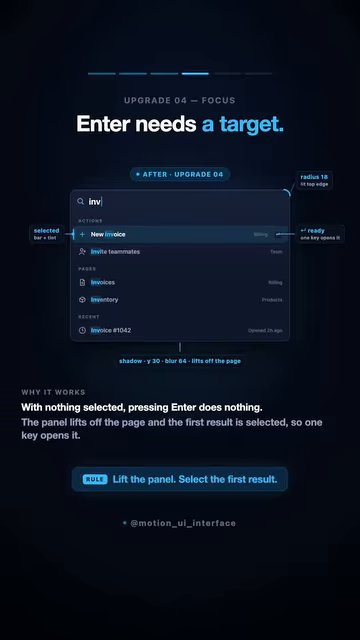 UPGRADE 04 — FOCUS
Enter needs a target.
AFTER · UPGRADE 04
radius 18
lit top edge
inv
ACTIONS
selected
bar + tint
New invoice
Billing
↵ ready
one key opens it
Invite teammates
Team
PAGES
Invoices
Billing
Inventory
Products
RECENT
Invoice #1042
Opened 2h ago
shadow · y 30 · blur 64 · lifts off the page
WHY IT WORKS
With nothing selected, pressing Enter does nothing.
The panel lifts off the page and the first result is selected, so one
key opens it.
RULE Lift the panel. Select the first result.
@motion_ui_interface